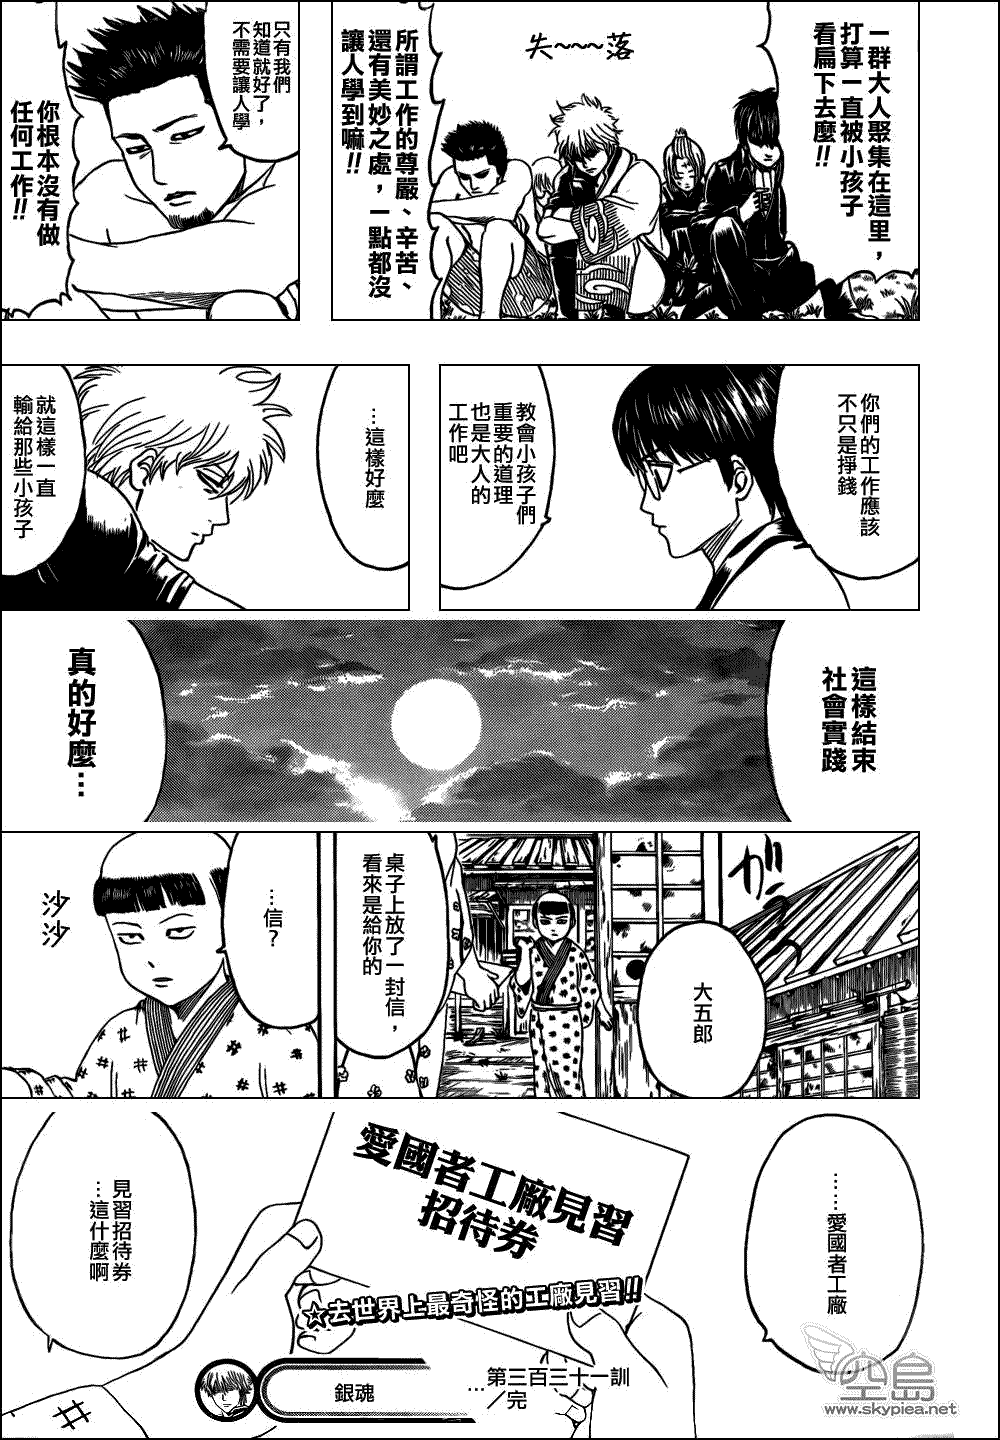 一群大人聚集在這里，
打算一直被小孩子
看扁下去麼!!
失~~~落
所謂工作的尊嚴、辛苦、
還有美妙之處，一點都沒
讓人學到嘛!!
只有我們
知道就好了，
不需要讓人學
你根本沒有做
任何工作!!
你們的工作應該
不只是掙錢
教會小孩子們
重要的道理
也是大人的
工作吧
…這樣好麼
就這樣一直
輸給那些小孩子
這樣結束
社會實踐
真的好麼…
大五郎
桌子上放了一封信，
看來是給你的
…信？
沙沙
……愛國者工廠
愛國者工廠見習
招待券
見習招待券
…這什麼啊
☆去世界上最奇怪的工廠見習!!
銀魂
…第三百三十一訓
／完
空島
www.skypiea.net